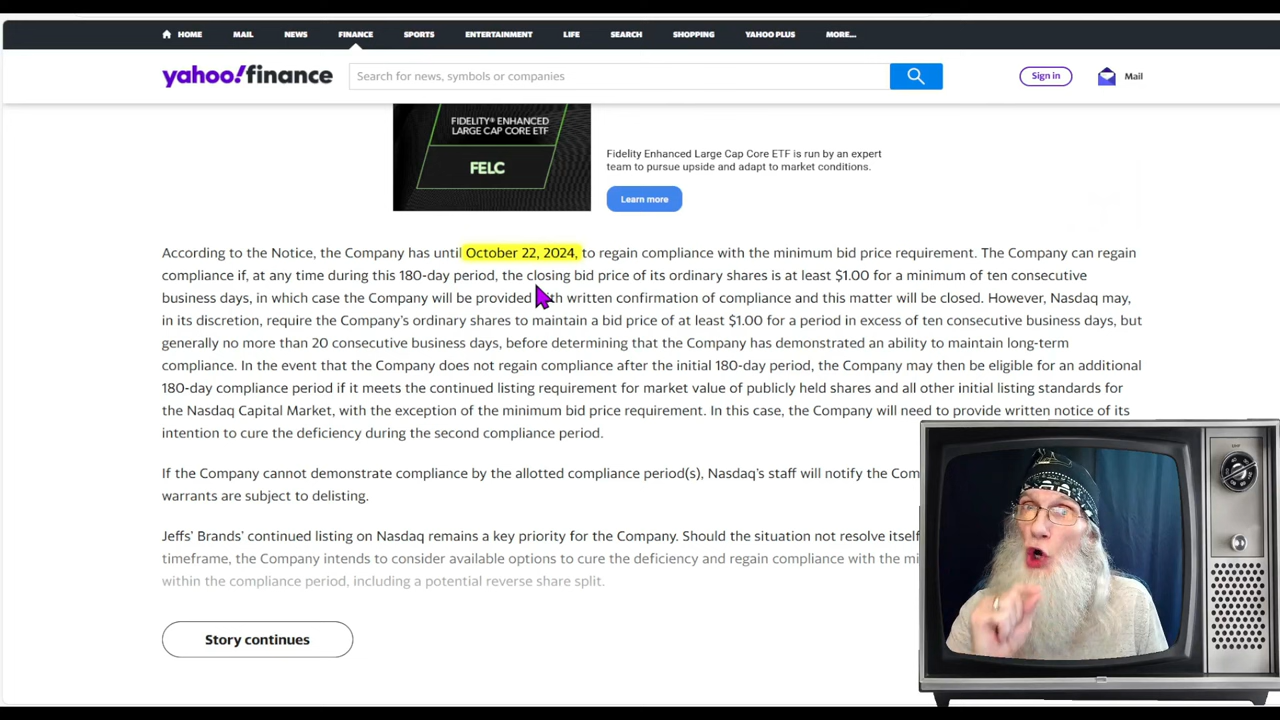 HOME MAIL NEWS FINANCE SPORTS ENTERTAINMENT LIFE SEARCH SHOPPING YAHOO PLUS MORE...
yahoo!finance Search for news, symbols or companies Sign in Mail
FIDELITY® ENHANCED
LARGE CAP CORE ETF
FELC
Fidelity Enhanced Large Cap Core ETF is run by an expert
team to pursue upside and adapt to market conditions.
Learn more
According to the Notice, the Company has until October 22, 2024, to regain compliance with the minimum bid price requirement. The Company can regain
compliance if, at any time during this 180-day period, the closing bid price of its ordinary shares is at least $1.00 for a minimum of ten consecutive
business days, in which case the Company will be provided with written confirmation of compliance and this matter will be closed. However, Nasdaq may,
in its discretion, require the Company's ordinary shares to maintain a bid price of at least $1.00 for a period in excess of ten consecutive business days, but
generally no more than 20 consecutive business days, before determining that the Company has demonstrated an ability to maintain long-term
compliance. In the event that the Company does not regain compliance after the initial 180-day period, the Company may then be eligible for an additional
180-day compliance period if it meets the continued listing requirement for market value of publicly held shares and all other initial listing standards for
the Nasdaq Capital Market, with the exception of the minimum bid price requirement. In this case, the Company will need to provide written notice of its
intention to cure the deficiency during the second compliance period.
If the Company cannot demonstrate compliance by the allotted compliance period(s), Nasdaq's staff will notify the Com
warrants are subject to delisting.
Jeffs' Brands' continued listing on Nasdaq remains a key priority for the Company. Should the situation not resolve itself
timeframe, the Company intends to consider available options to cure the deficiency and regain compliance with the mi
within the compliance period, including a potential reverse share split.
Story continues